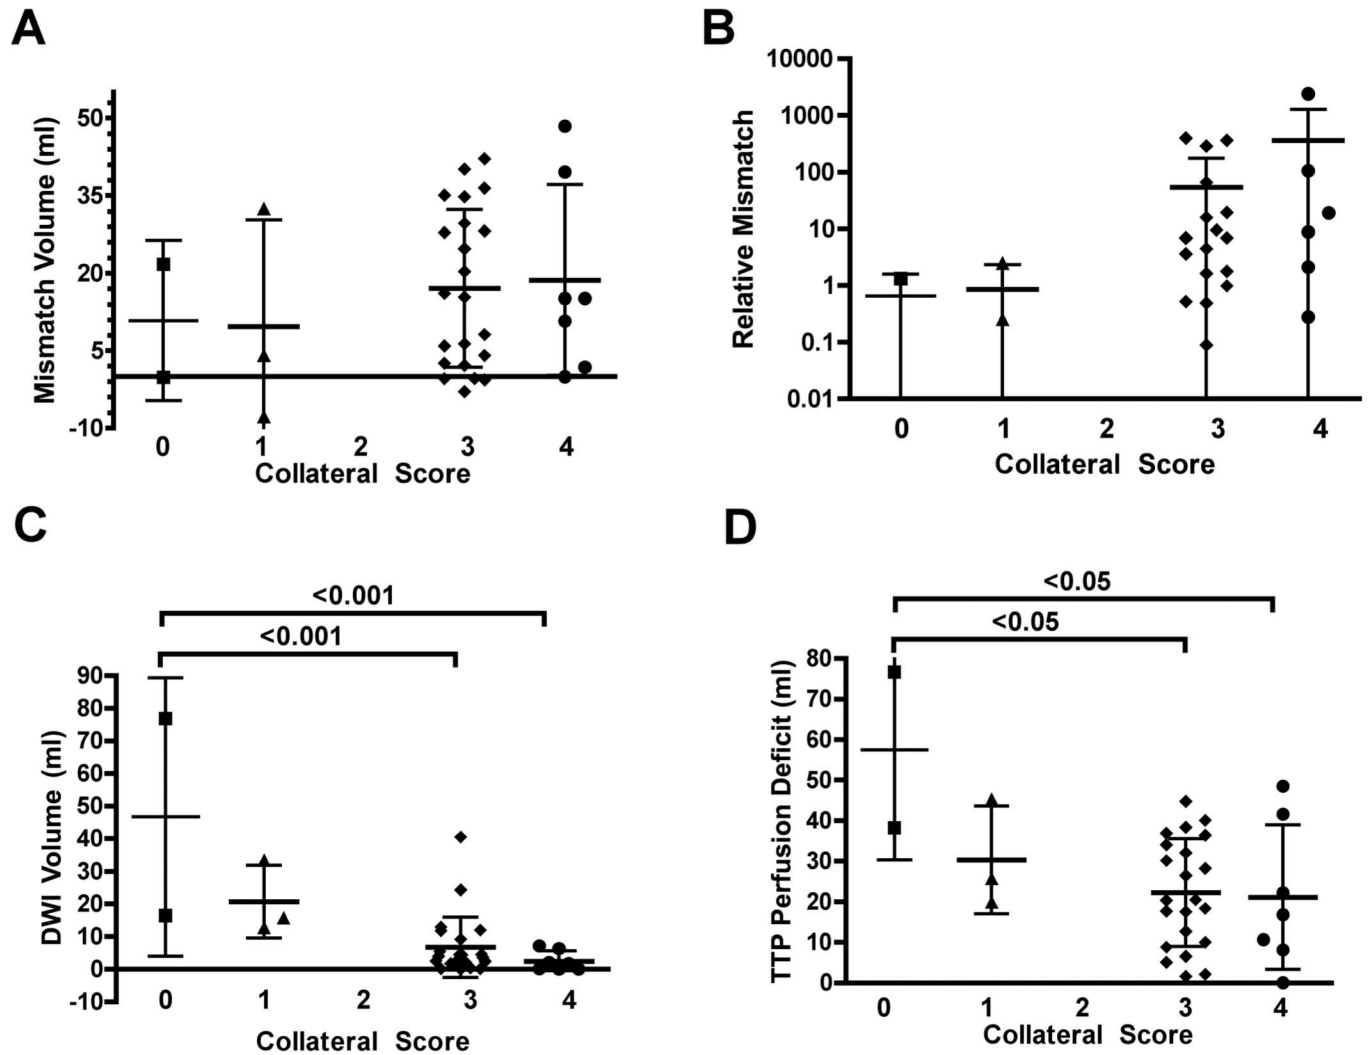 A
Mismatch Volume (ml)
50
35
20
5
-10
0 1 2 3 4
Collateral Score
B
Relative Mismatch
10000
1000
100
10
1
0.1
0.01
0 1 2 3 4
Collateral Score
C
<0.001
<0.001
DWI Volume (ml)
90
80
70
60
50
40
30
20
10
0
-10
0 1 2 3 4
Collateral Score
D
<0.05
<0.05
TTP Perfusion Deficit (ml)
80
70
60
50
40
30
20
10
0
0 1 2 3 4
Collateral Score